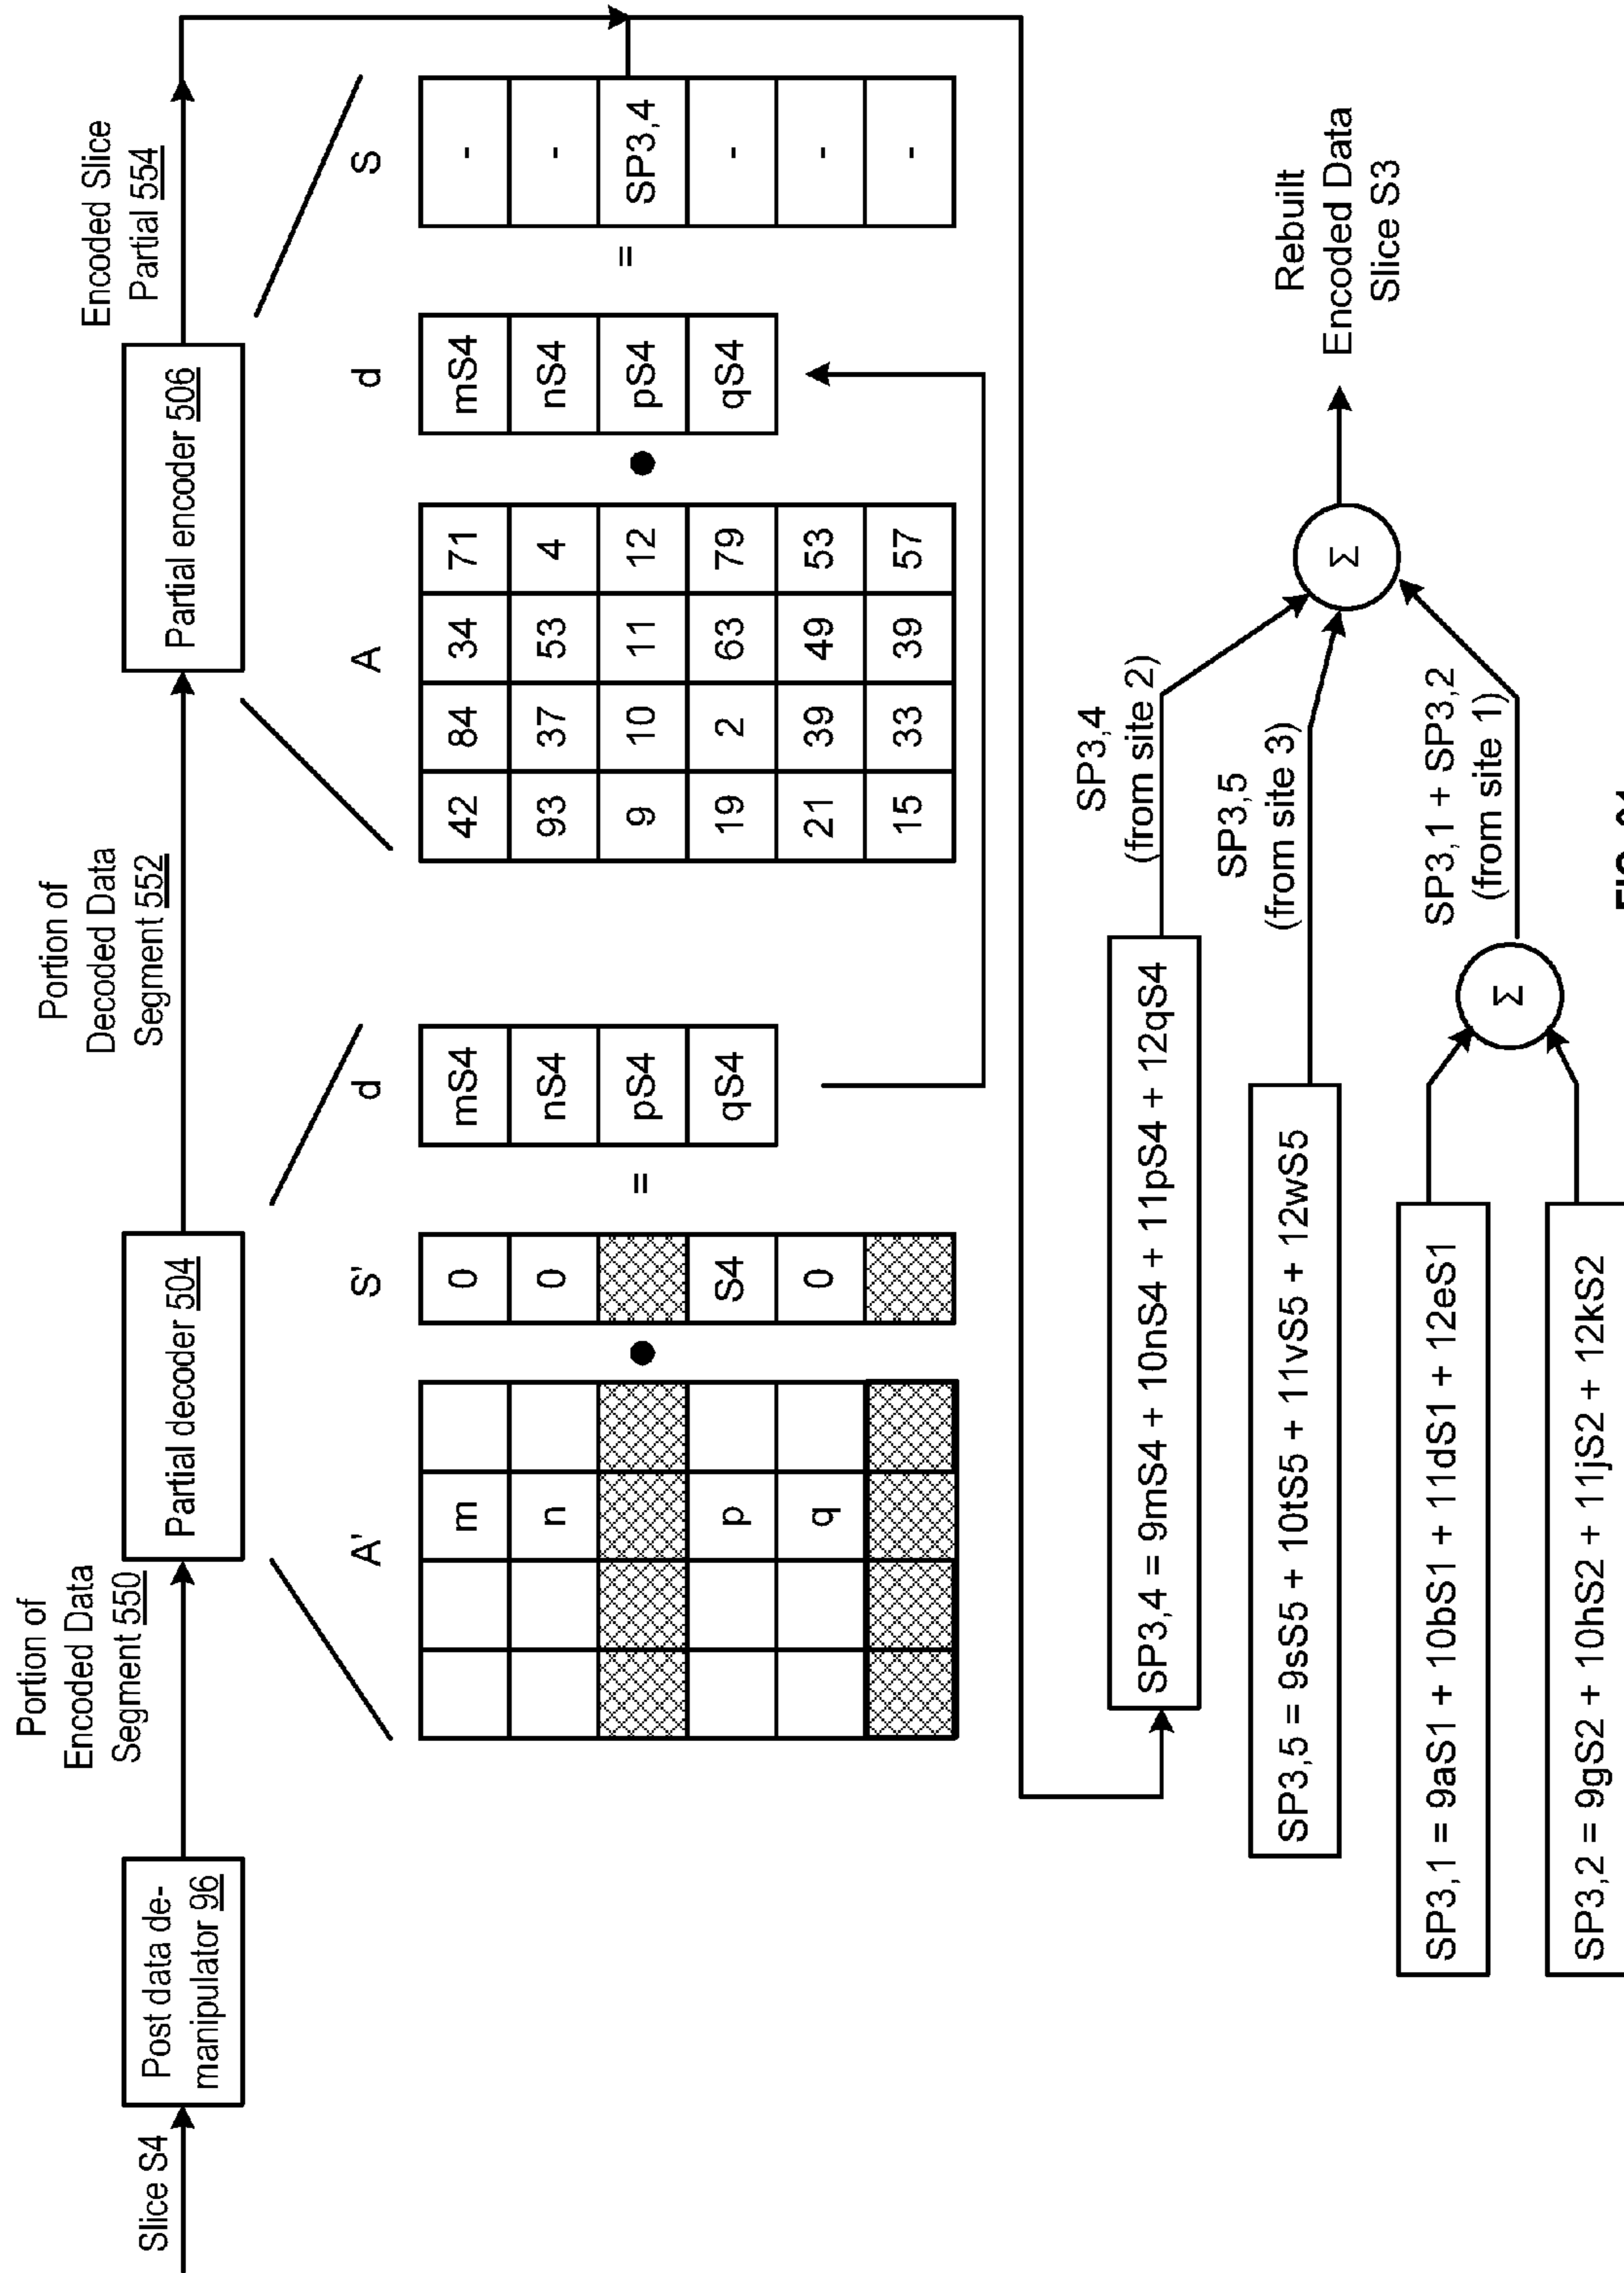 Slice S4
Post data de-
manipulator 96
Portion of
Encoded Data
Segment 550
Partial decoder 504
Portion of
Decoded Data
Segment 552
Partial encoder 506
Encoded Slice
Partial 554
A' S' d A d S
m 0 mS4 42 84 34 71 mS4 -
n 0 nS4 93 37 53 4 nS4 -
• = pS4 9 10 11 12 • pS4 = SP3,4
p S4 qS4 19 2 63 79 qS4 -
q 0 21 39 49 53 -
15 33 39 57 -
SP3,4 = 9mS4 + 10nS4 + 11pS4 + 12qS4
SP3,4
(from site 2)
SP3,5 = 9sS5 + 10tS5 + 11vS5 + 12wS5
SP3,5
(from site 3)
SP3,1 = 9aS1 + 10bS1 + 11dS1 + 12eS1
SP3,2 = 9gS2 + 10hS2 + 11jS2 + 12kS2
Σ
SP3,1 + SP3,2
(from site 1)
Σ
Rebuilt
Encoded Data
Slice S3
FIG.